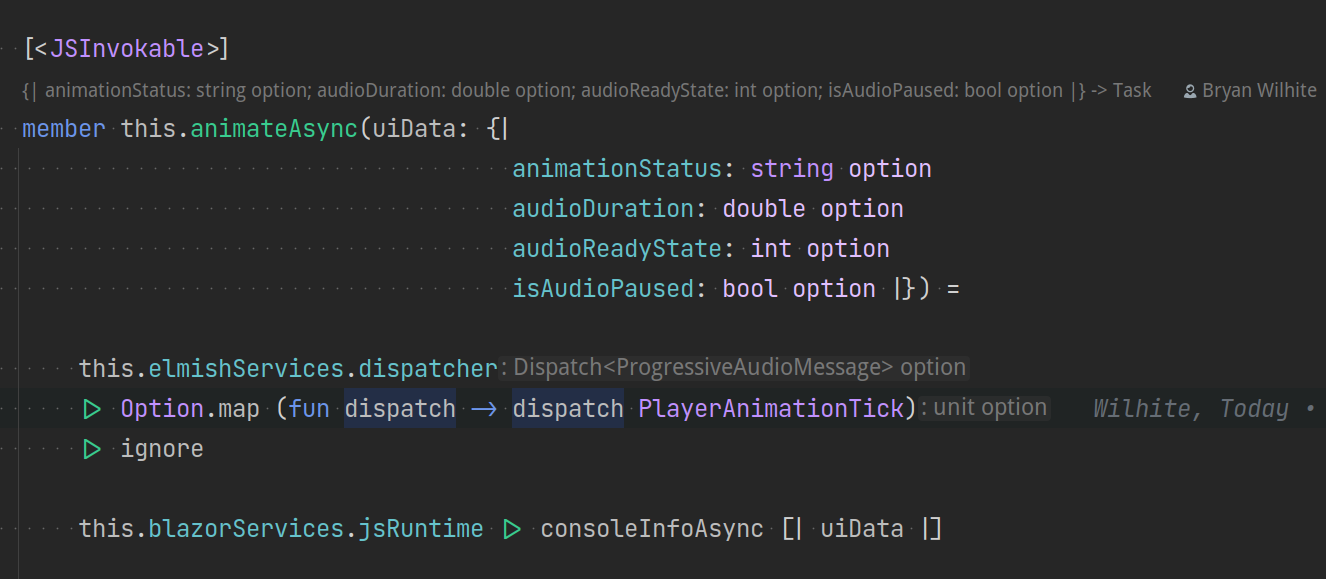 [<JSInvokable>]
{| animationStatus: string option; audioDuration: double option; audioReadyState: int option; isAudioPaused: bool option |} -> Task Bryan Wilhite
member this.animateAsync(uiData: {|
animationStatus: string option
audioDuration: double option
audioReadyState: int option
isAudioPaused: bool option |}) =
this.elmishServices.dispatcher : Dispatch<ProgressiveAudioMessage> option
|> Option.map (fun dispatch -> dispatch PlayerAnimationTick) : unit option Wilhite, Today •
|> ignore
this.blazorServices.jsRuntime |> consoleInfoAsync [| uiData |]